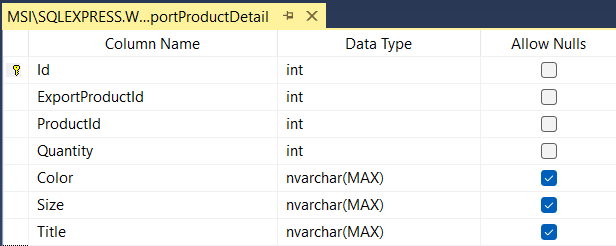 MSI\SQLEXPRESS.W...portProductDetail
Column Name Data Type Allow Nulls
Id int
ExportProductId int
ProductId int
Quantity int
Color nvarchar(MAX)
Size nvarchar(MAX)
Title nvarchar(MAX)